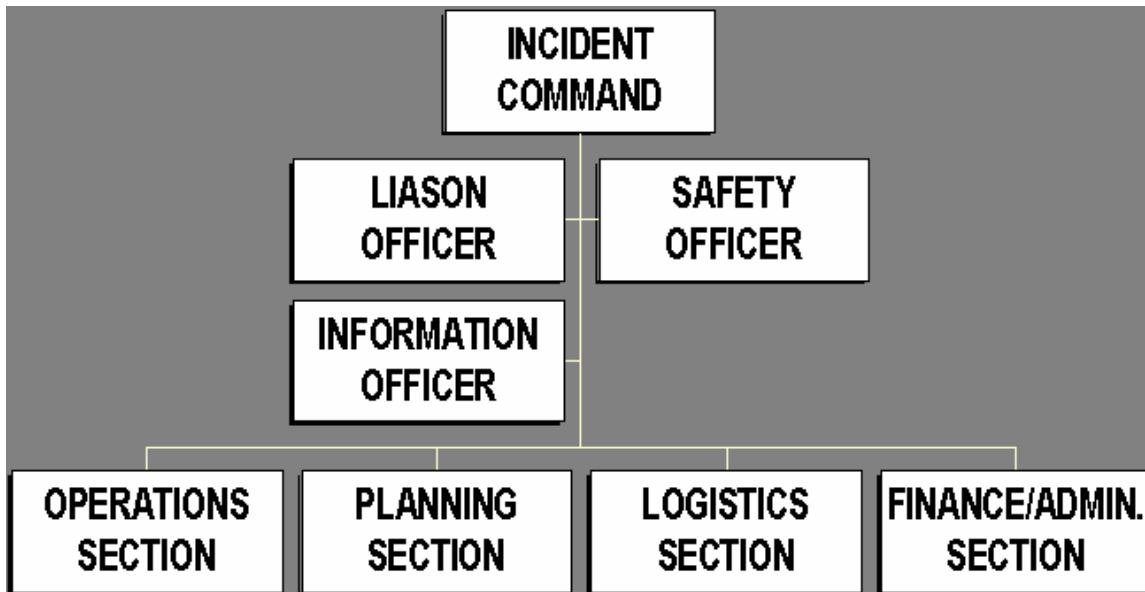 INCIDENT
COMMAND
LIASON
OFFICER
SAFETY
OFFICER
INFORMATION
OFFICER
OPERATIONS
SECTION
PLANNING
SECTION
LOGISTICS
SECTION
FINANCE/ADMIN.
SECTION